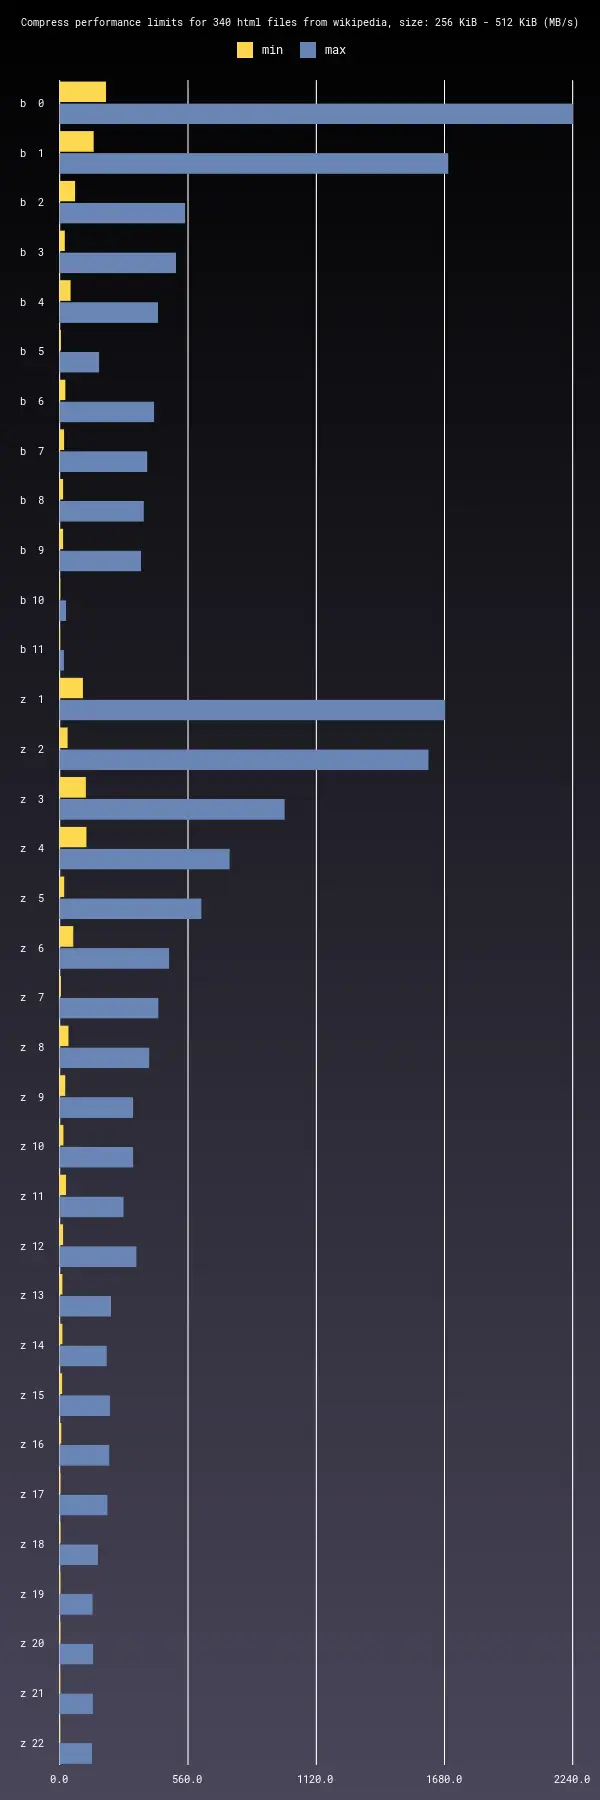 Compress performance limits for 340 html files from wikipedia, size: 256 KiB - 512 KiB (MB/s)
min max
b 0
b 1
b 2
b 3
b 4
b 5
b 6
b 7
b 8
b 9
b 10
b 11
z 1
z 2
z 3
z 4
z 5
z 6
z 7
z 8
z 9
z 10
z 11
z 12
z 13
z 14
z 15
z 16
z 17
z 18
z 19
z 20
z 21
z 22
0.0 560.0 1120.0 1680.0 2240.0